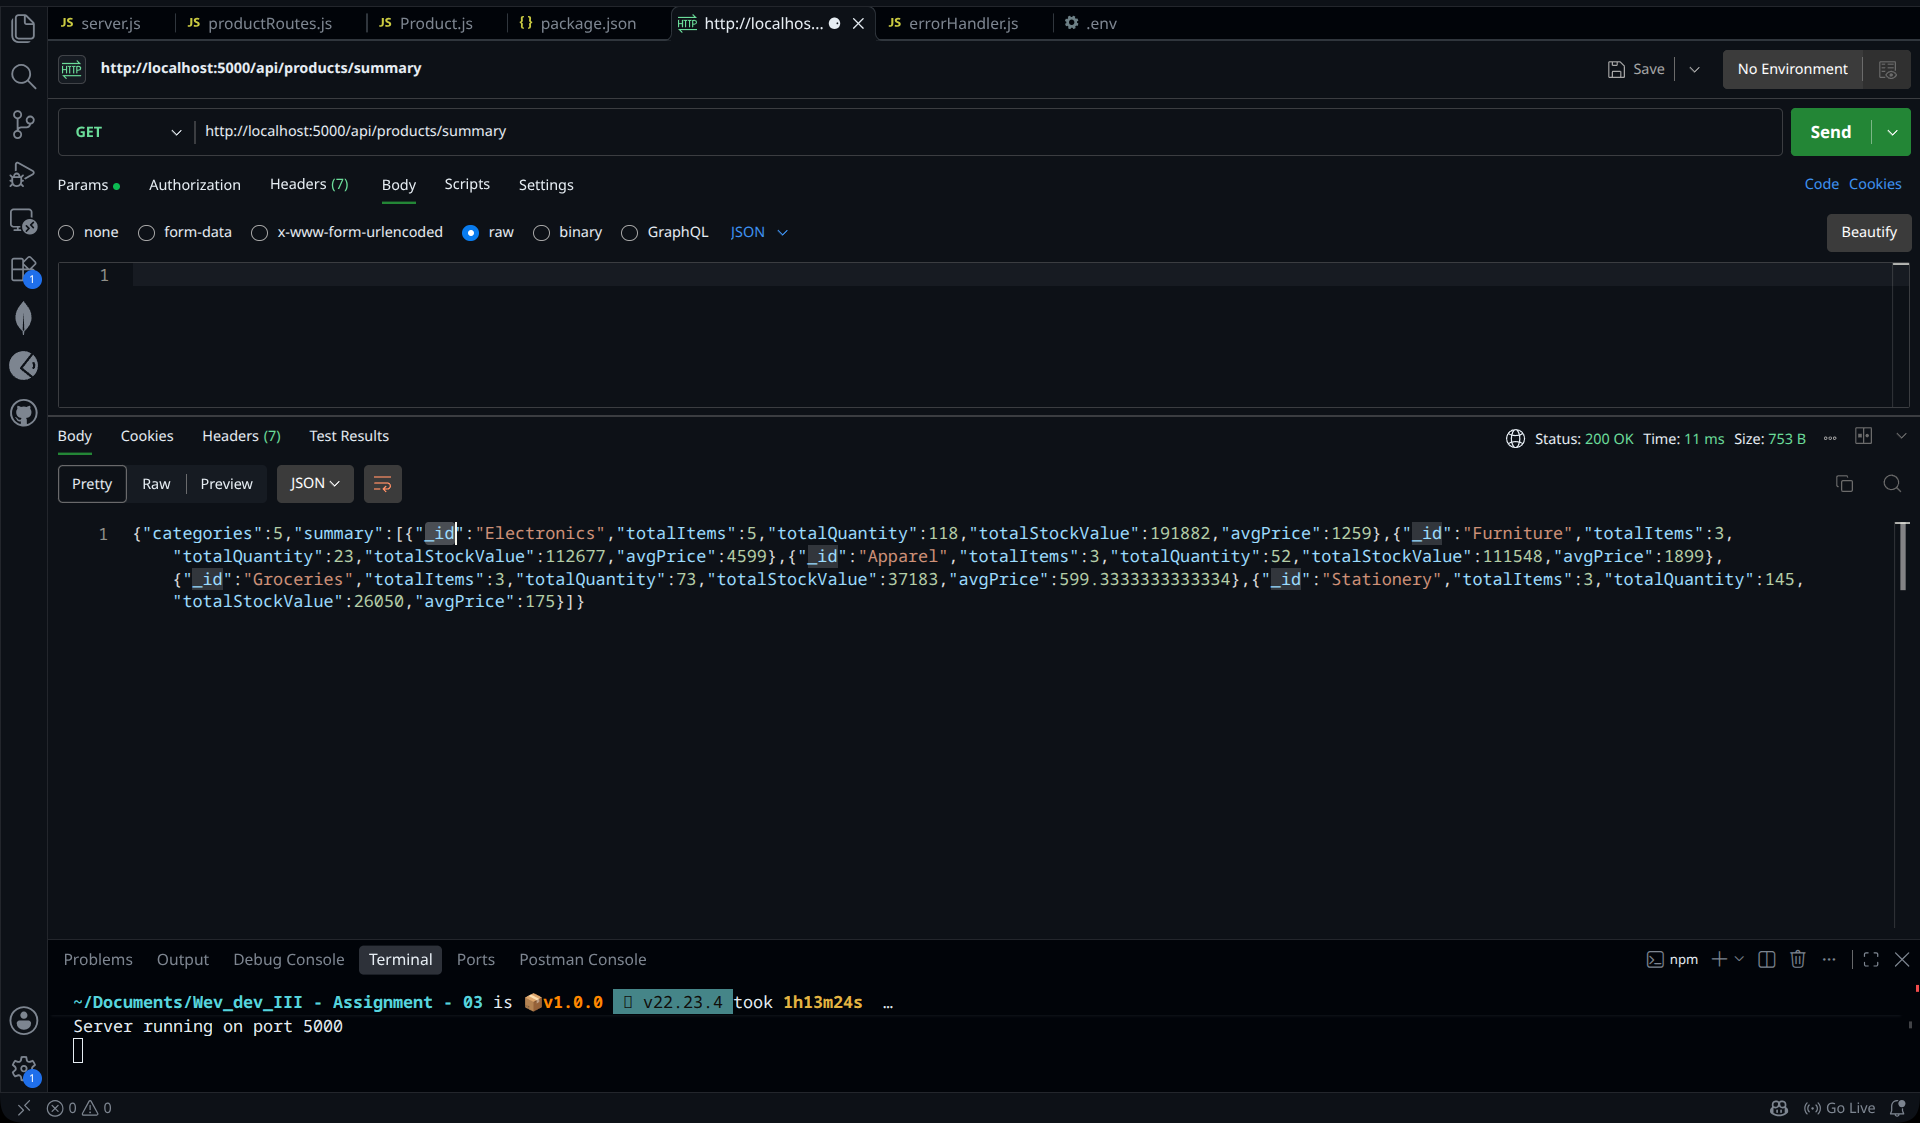 JS server.js JS productRoutes.js JS Product.js {} package.json HTTP http://localhos... JS errorHandler.js .env
HTTP http://localhost:5000/api/products/summary Save No Environment
GET http://localhost:5000/api/products/summary Send
Params Authorization Headers (7) Body Scripts Settings Code Cookies
none form-data x-www-form-urlencoded raw binary GraphQL JSON Beautify
1
1
Body Cookies Headers (7) Test Results Status: 200 OK Time: 11 ms Size: 753 B
Pretty Raw Preview JSON
1 {"categories":5,"summary":[{"_id":"Electronics","totalItems":5,"totalQuantity":118,"totalStockValue":191882,"avgPrice":1259},{"_id":"Furniture","totalItems":3,
"totalQuantity":23,"totalStockValue":112677,"avgPrice":4599},{"_id":"Apparel","totalItems":3,"totalQuantity":52,"totalStockValue":111548,"avgPrice":1899},
{"_id":"Groceries","totalItems":3,"totalQuantity":73,"totalStockValue":37183,"avgPrice":599.3333333333334},{"_id":"Stationery","totalItems":3,"totalQuantity":145,
"totalStockValue":26050,"avgPrice":175}]}
Problems Output Debug Console Terminal Ports Postman Console npm
~/Documents/Wev_dev_III - Assignment - 03 is 📦v1.0.0 v22.23.4 took 1h13m24s …
Server running on port 5000
1
0 0 Go Live